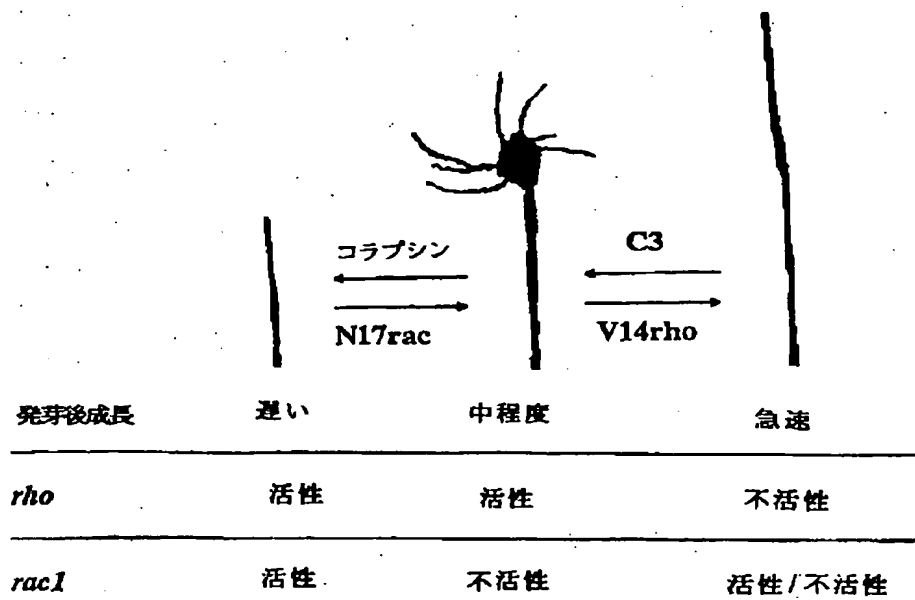 コラプシン
N17rac
C3
V14rho
発芽後成長 遅い 中程度 急速
rho 活性 活性 不活性
rac1 活性 不活性 活性/不活性